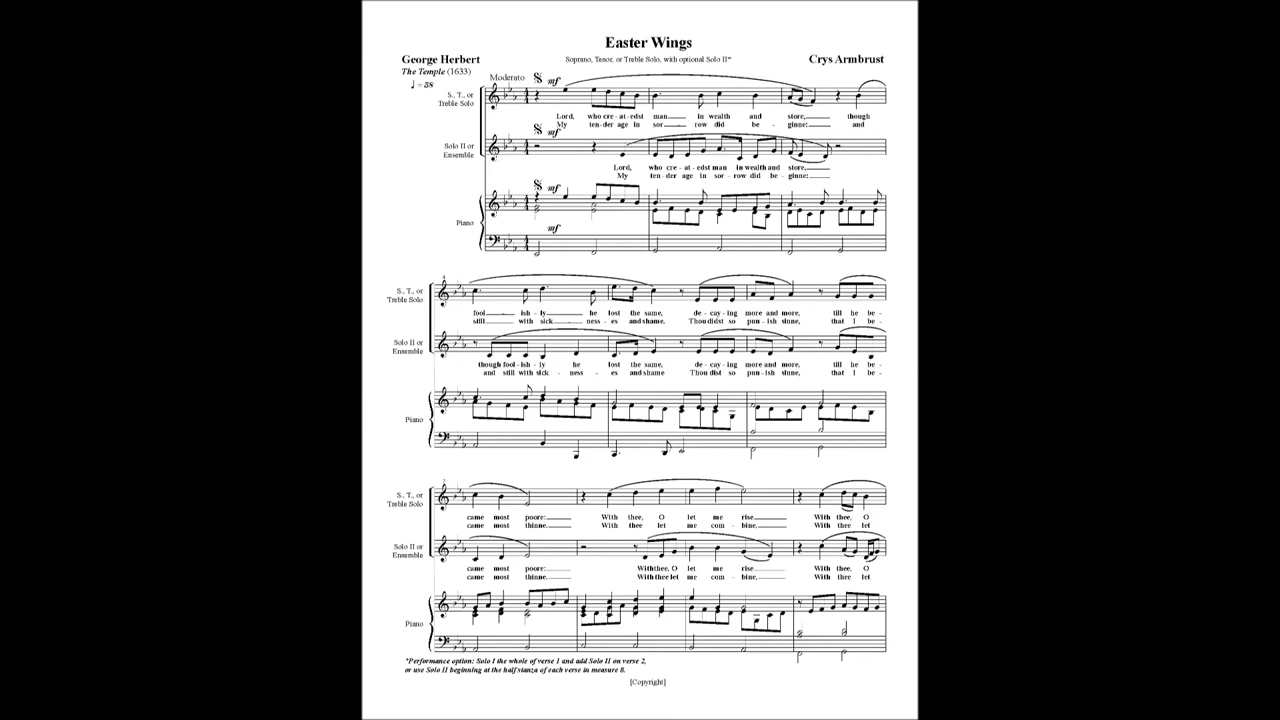 Easter Wings
George Herbert
Soprano, Tenor, or Treble Solo, with optional Solo II*
Crys Armbrust
The Temple (1633)
Moderato
mf
♩ = 58
S., T., or
Treble Solo
Lord, who cre - at - edst man in wealth and store, though
My ten - der age in sor - row did be - ginne: and
mf
Solo II or
Ensemble
Lord, who cre - at - edst man in wealth and store,
My ten - der age in sor - row did be - ginne:
mf
Piano
mf
4
S., T., or
Treble Solo
fool ish - ly he lost the same, de - cay - ing more and more, till he be -
still with sick ness - es and shame. Thou didst so pun - ish sinne, that I be -
Solo II or
Ensemble
though fool - ish - ly he lost the same, de - cay - ing more and more, till he be -
and still with sick - ness - es and shame Thou dist so pun - ish sinne, that I be -
Piano
7
S., T., or
Treble Solo
came most poore: With thee, O let me rise With thee, O
came most thinne. With thee let me com - bine, With thee let
Solo II or
Ensemble
came most poore: With thee, O let me rise With thee, O
came most thinne. With thee let me com - bine, With thee let
Piano
*Performance option: Solo I the whole of verse 1 and add Solo II on verse 2,
or use Solo II beginning at the half stanza of each verse in measure 8.
[Copyright]